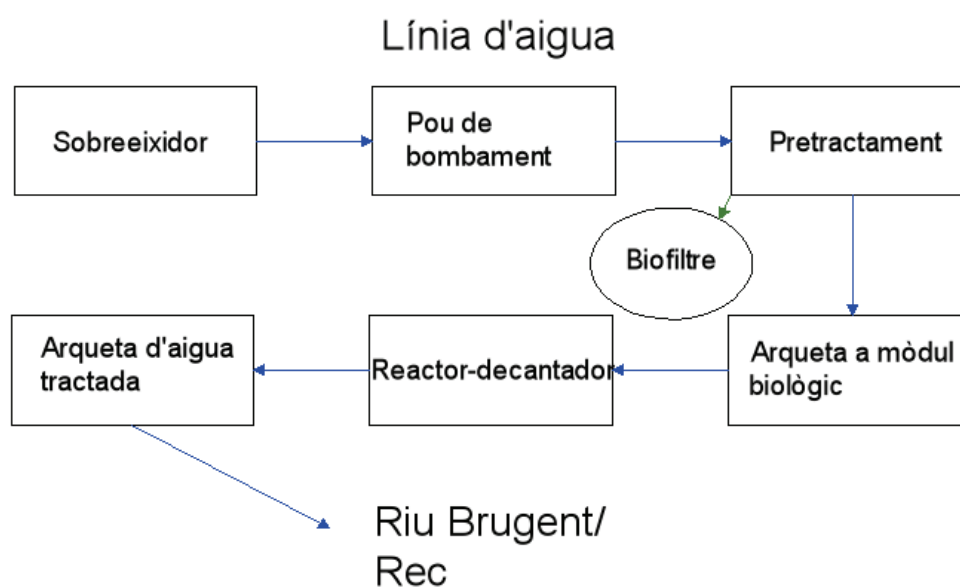 Línia d'aigua
Sobreeixidor
Pou de
bombament
Pretractament
Biofiltre
Arqueta d'aigua
tractada
Reactor-decantador
Arqueta a mòdul
biològic
Riu Brugent/
Rec